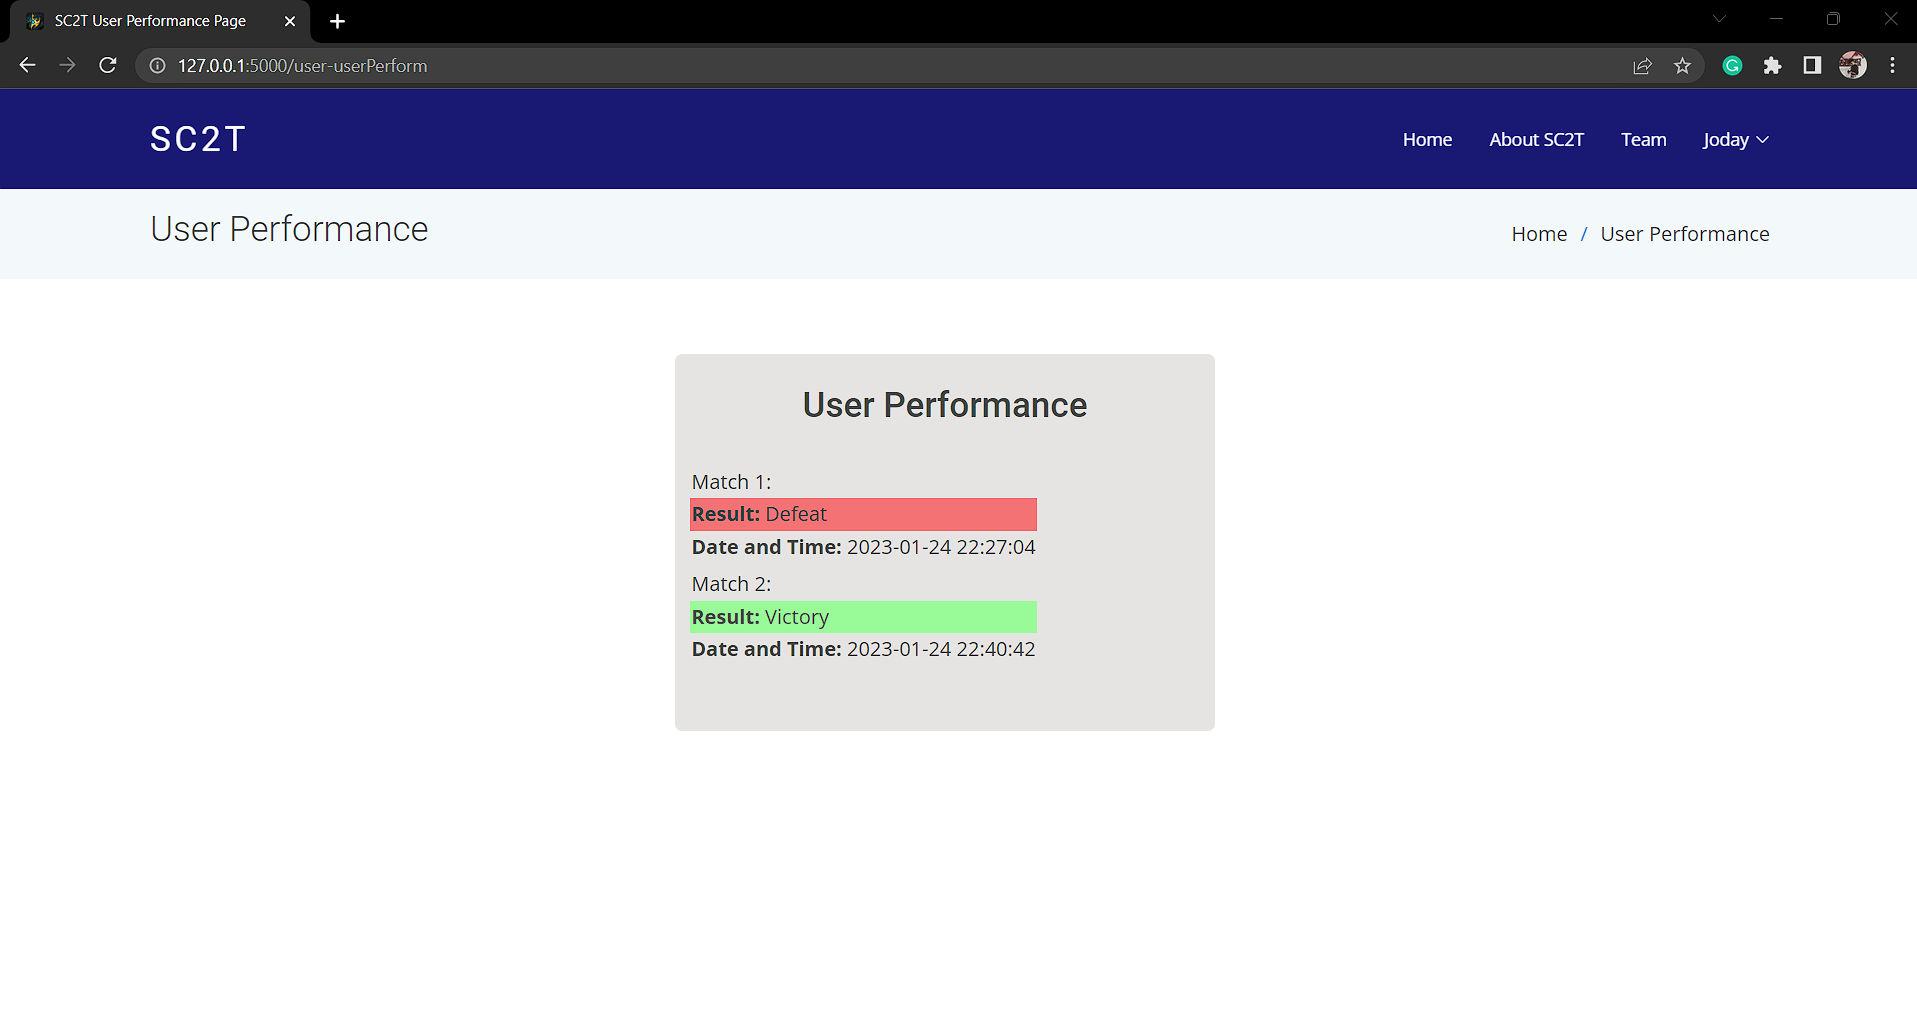 SC2T User Performance Page
127.0.0.1:5000/user-userPerform
SC2T
Home
About SC2T
Team
Joday
User Performance
Home / User Performance
User Performance
Match 1:
Result: Defeat
Date and Time: 2023-01-24 22:27:04
Match 2:
Result: Victory
Date and Time: 2023-01-24 22:40:42